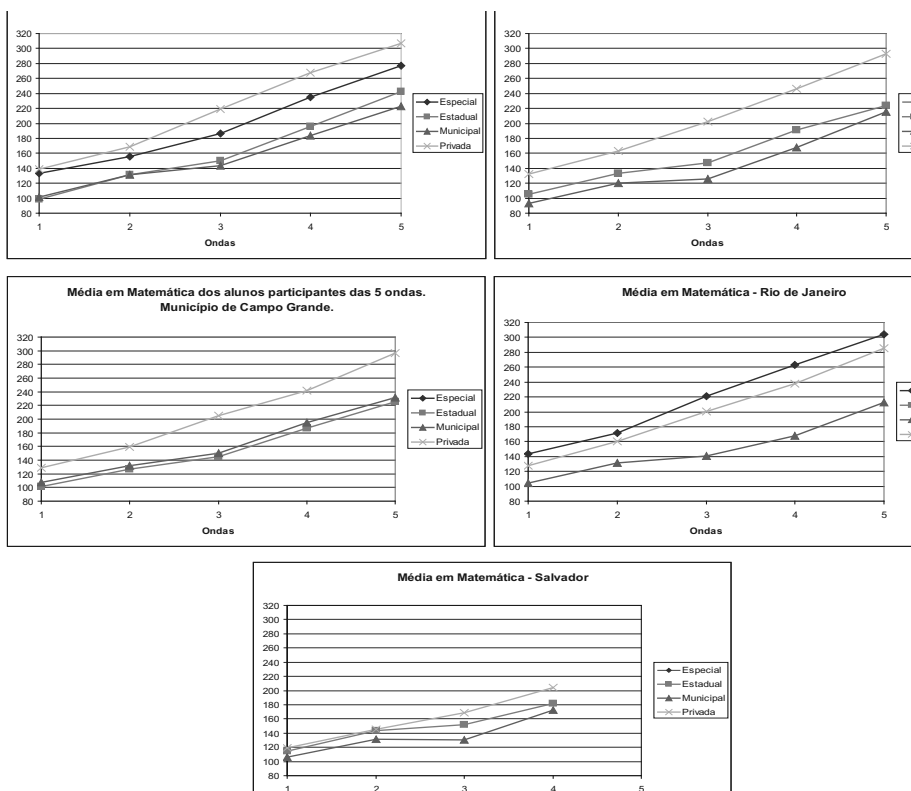 320
300
280
260
240
220
200
180
160
140
120
100
80
1 2 3 4 5
Ondas
Especial
Estadual
Municipal
Privada
320
300
280
260
240
220
200
180
160
140
120
100
80
1 2 3 4 5
Ondas
Média em Matemática dos alunos participantes das 5 ondas.
Município de Campo Grande.
320
300
280
260
240
220
200
180
160
140
120
100
80
1 2 3 4 5
Ondas
Especial
Estadual
Municipal
Privada
Média em Matemática - Rio de Janeiro
320
300
280
260
240
220
200
180
160
140
120
100
80
1 2 3 4 5
Ondas
Média em Matemática - Salvador
320
300
280
260
240
220
200
180
160
140
120
100
80
1 2 3 4 5
Especial
Estadual
Municipal
Privada